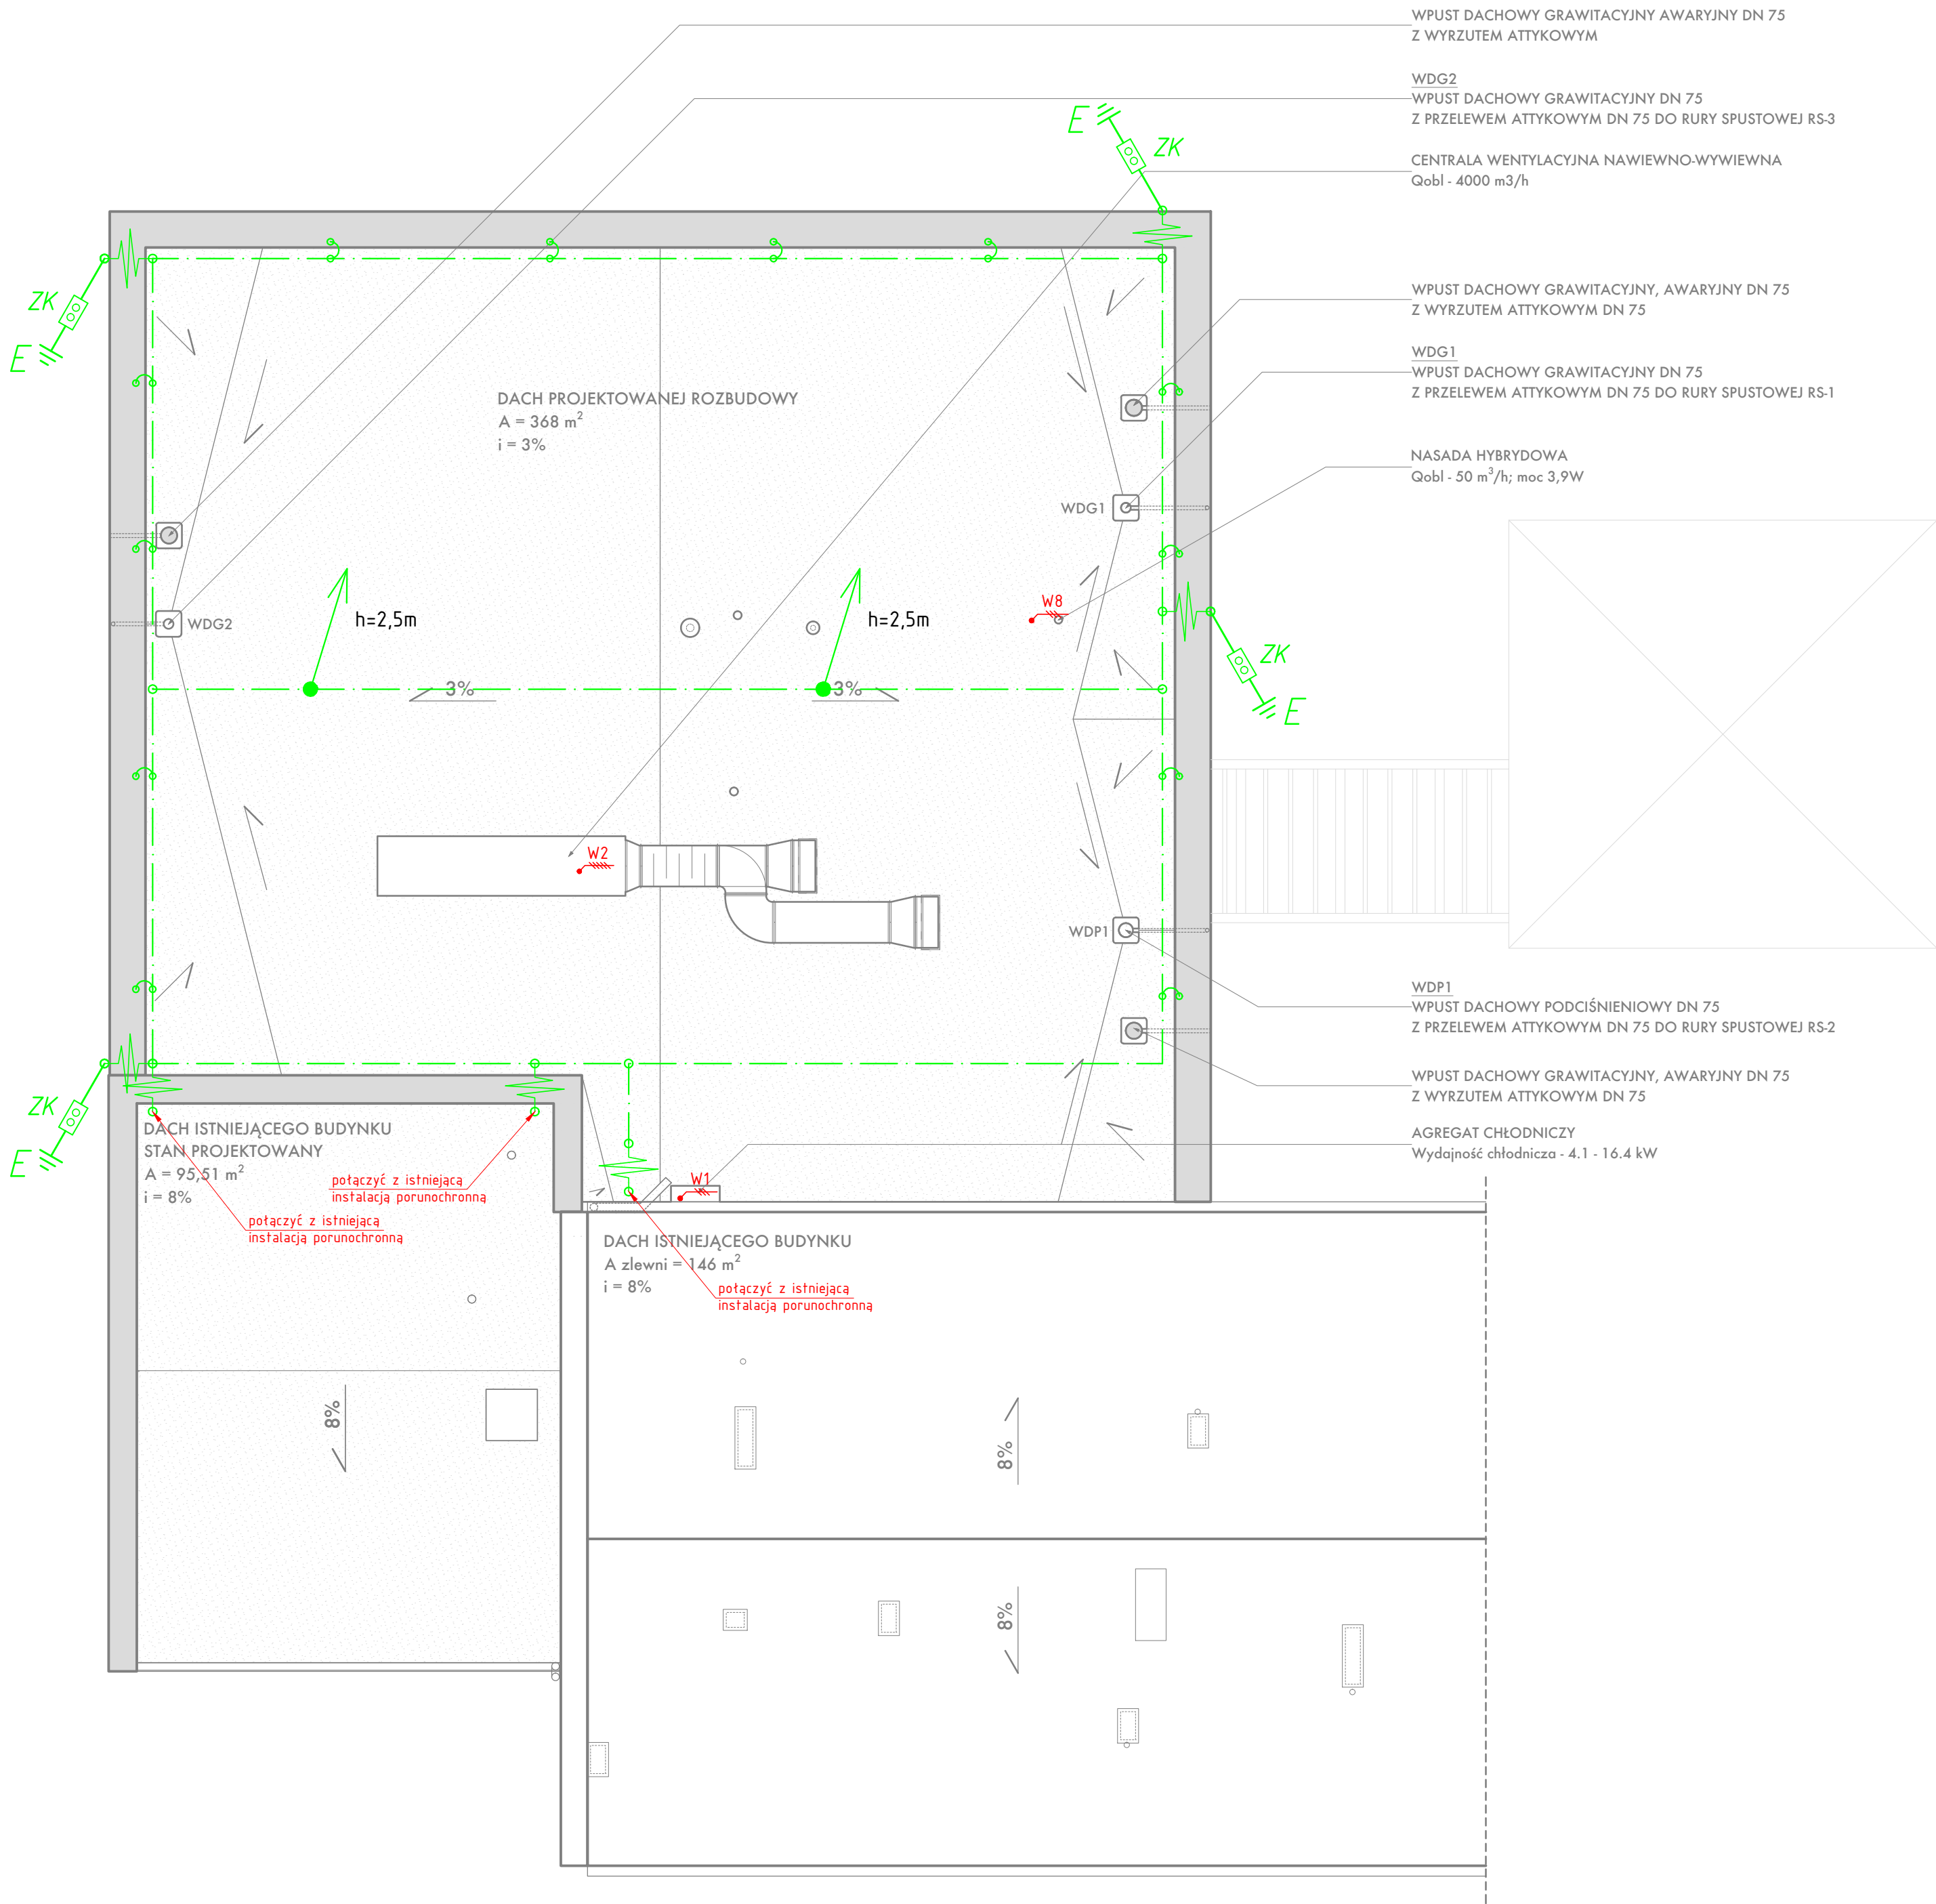 WPUST DACHOWY GRAWITACYJNY AWARYJNY DN 75
Z WYRZUTEM ATTYKOWYM
WDG2
WPUST DACHOWY GRAWITACYJNY DN 75
Z PRZELEWEM ATTYKOWYM DN 75 DO RURY SPUSTOWEJ RS-3
CENTRALA WENTYLACYJNA NAWIEWNO-WYWIEWNA
Qobl - 4000 m3/h
E
ZK
ZK
E
WPUST DACHOWY GRAWITACYJNY, AWARYJNY DN 75
Z WYRZUTEM ATTYKOWYM DN 75
WDG1
WPUST DACHOWY GRAWITACYJNY DN 75
Z PRZELEWEM ATTYKOWYM DN 75 DO RURY SPUSTOWEJ RS-1
DACH PROJEKTOWANEJ ROZBUDOWY
A = 368 m²
i = 3%
NASADA HYBRYDOWA
Qobl - 50 m³/h; moc 3,9W
WDG1
W8
WDG2
h=2,5m
h=2,5m
ZK
E
3%
3%
W2
WDP1
WDP1
WPUST DACHOWY PODCIŚNIENIOWY DN 75
Z PRZELEWEM ATTYKOWYM DN 75 DO RURY SPUSTOWEJ RS-2
WPUST DACHOWY GRAWITACYJNY, AWARYJNY DN 75
Z WYRZUTEM ATTYKOWYM DN 75
ZK
E
DACH ISTNIEJĄCEGO BUDYNKU
STAN PROJEKTOWANY
A = 95,51 m²
i = 8%
AGREGAT CHŁODNICZY
Wydajność chłodnicza - 4.1 - 16.4 kW
połączyć z istniejąca
instalacją porunochronną
W1
połączyć z istniejąca
instalacją porunochronną
DACH ISTNIEJĄCEGO BUDYNKU
A zlewni = 146 m²
i = 8%
połączyć z istniejąca
instalacją porunochronną
8%
8%
8%